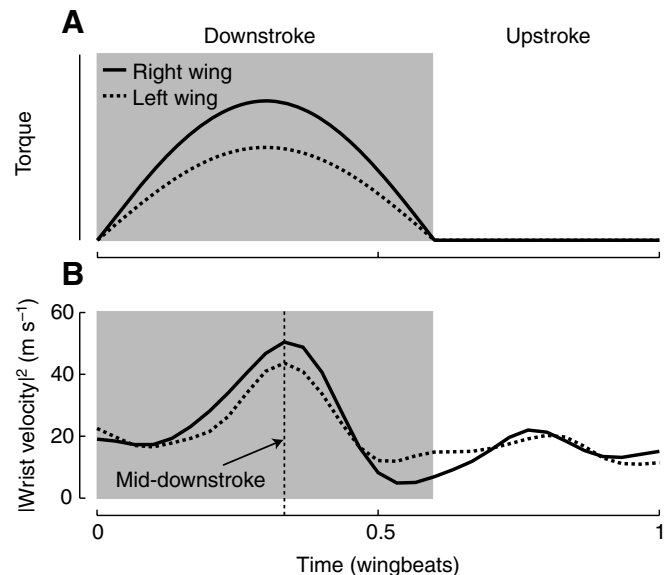 A
Downstroke
Upstroke
Right wing
Left wing
Torque
B
|Wrist velocity|² (m s⁻¹)
60
40
20
0
Mid-downstroke
0
0.5
1
Time (wingbeats)